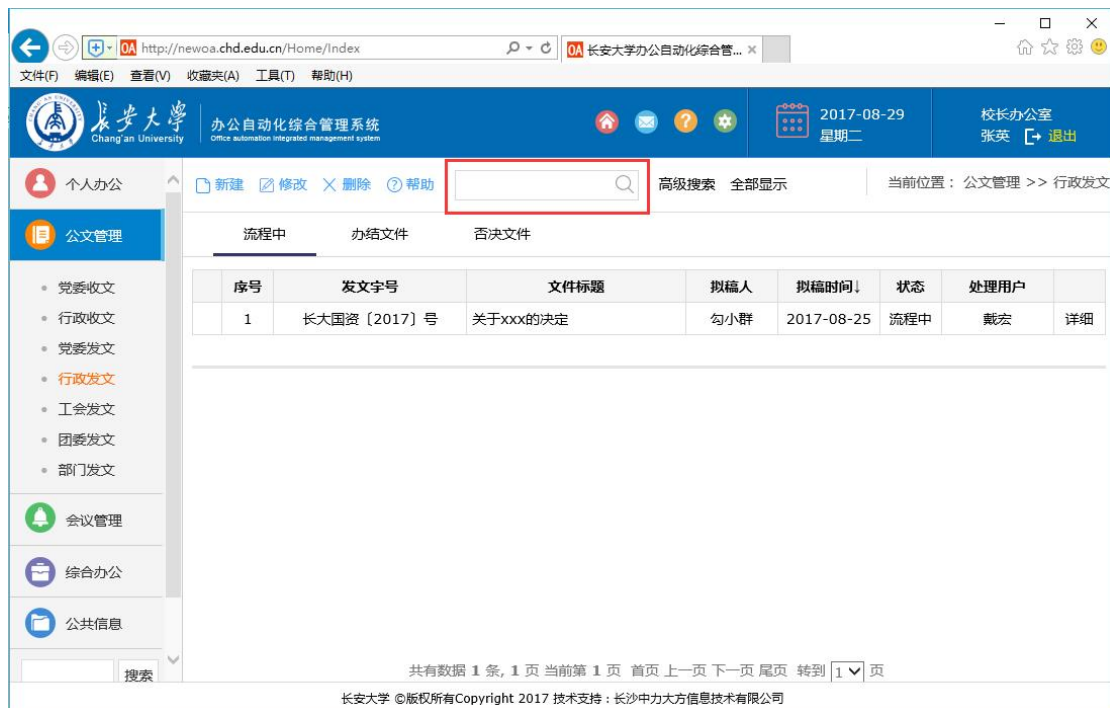 http://newoa.chd.edu.cn/Home/Index
OA 长安大学办公自动化综合管...
文件(F) 编辑(E) 查看(V) 收藏夹(A) 工具(T) 帮助(H)
长安大学
Chang'an University
办公自动化综合管理系统
Office automation integrated management system
2017-08-29
星期二
校长办公室
张英 退出
个人办公
新建 修改 删除 帮助
高级搜索 全部显示
当前位置：公文管理 >> 行政发文
公文管理
流程中 办结文件 否决文件
党委收文
行政收文
党委发文
行政发文
工会发文
团委发文
部门发文
会议管理
综合办公
公共信息
搜索
序号 发文字号 文件标题 拟稿人 拟稿时间↓ 状态 处理用户
1 长大国资〔2017〕号 关于xxx的决定 勾小群 2017-08-25 流程中 戴宏 详细
共有数据 1 条, 1 页 当前第 1 页 首页 上一页 下一页 尾页 转到 1 页
长安大学 ©版权所有Copyright 2017 技术支持：长沙中力大方信息技术有限公司